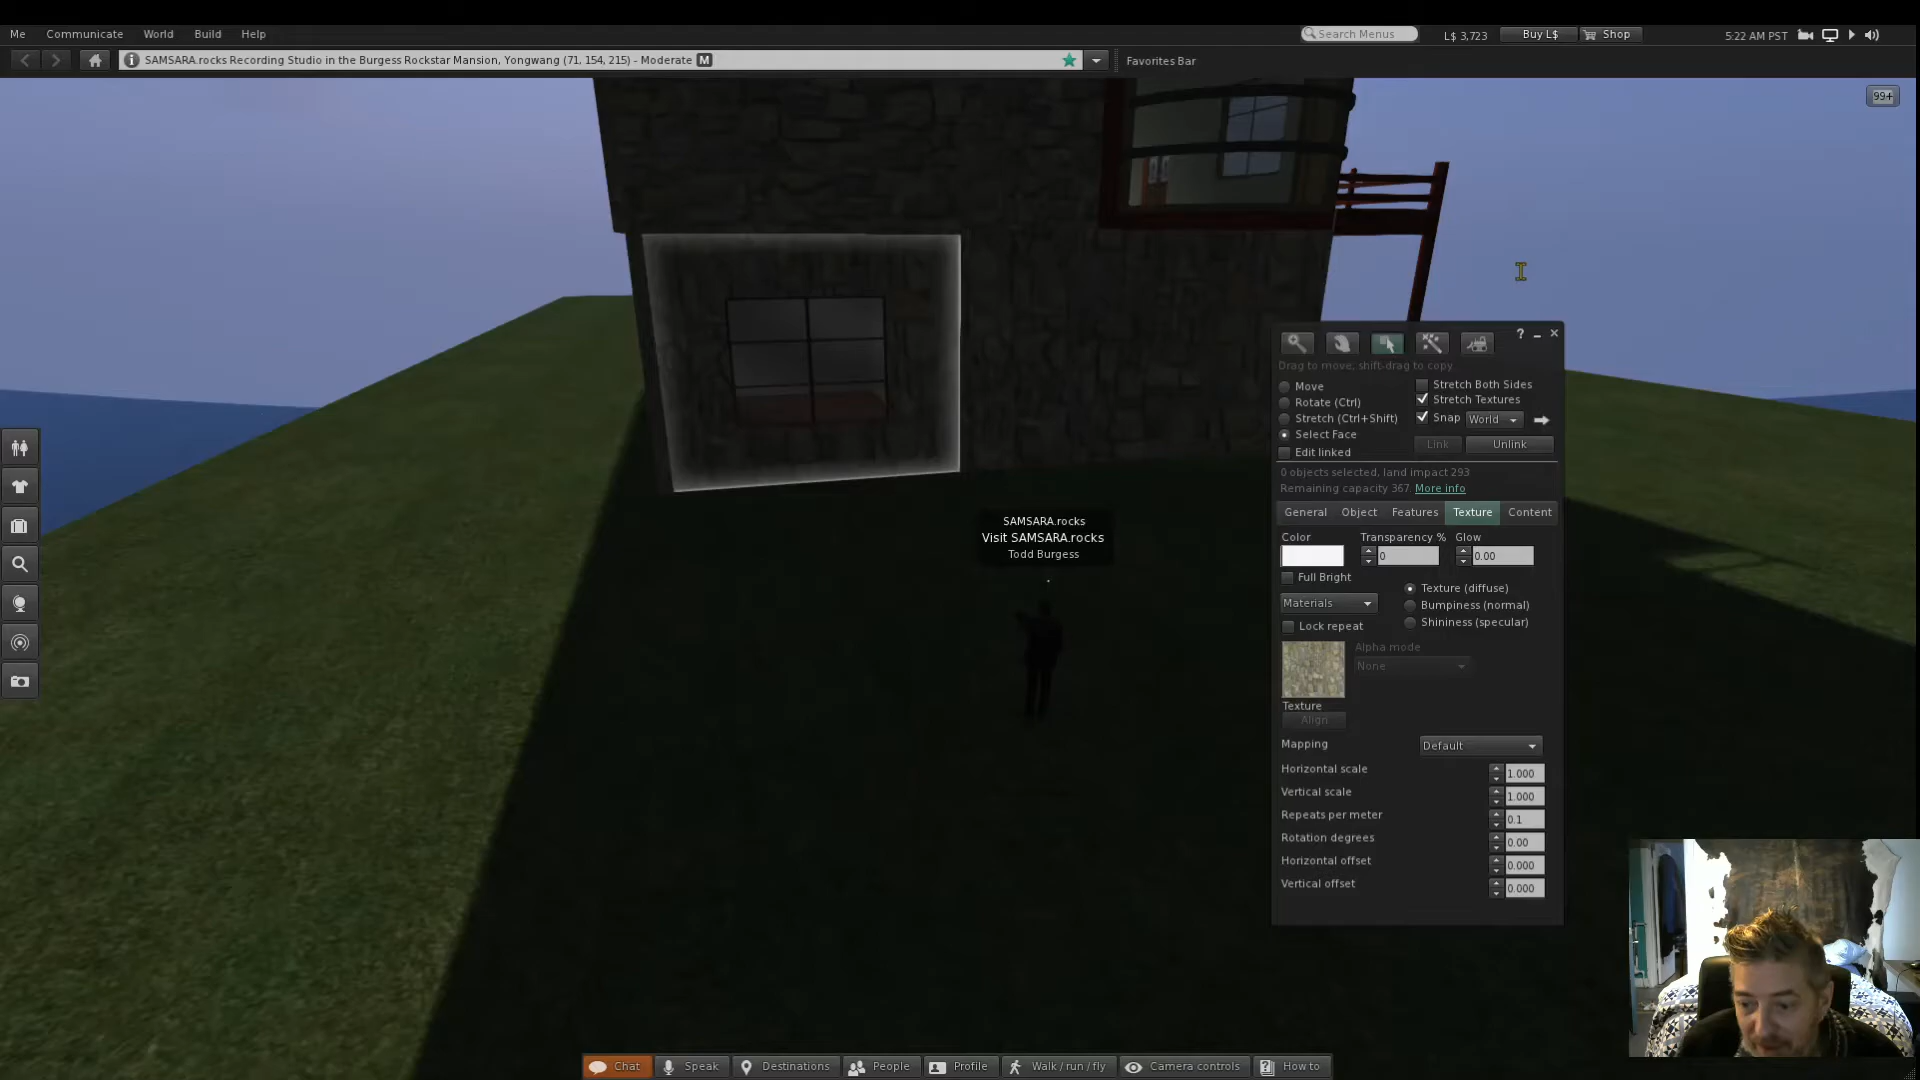 Me Communicate World Build Help
Search Menus L$ 3,723 Buy L$ Shop 5:22 AM PST
SAMSARA.rocks Recording Studio in the Burgess Rockstar Mansion, Yongwang (71, 154, 215) - Moderate M Favorites Bar
99+
Drag to move, shift-drag to copy
Move
Rotate (Ctrl)
Stretch (Ctrl+Shift)
Select Face
Edit linked
Stretch Both Sides
Stretch Textures
Snap World
Link Unlink
0 objects selected, land impact 293
Remaining capacity 367. More info
General Object Features Texture Content
Color Transparency % Glow
0 0.00
Full Bright
Materials
Lock repeat
Texture (diffuse)
Bumpiness (normal)
Shininess (specular)
Alpha mode
None
Texture
Align
Mapping Default
Horizontal scale 1.000
Vertical scale 1.000
Repeats per meter 0.1
Rotation degrees 0.00
Horizontal offset 0.000
Vertical offset 0.000
SAMSARA.rocks
Visit SAMSARA.rocks
Todd Burgess
Chat Speak Destinations People Profile Walk / run / fly Camera controls How to